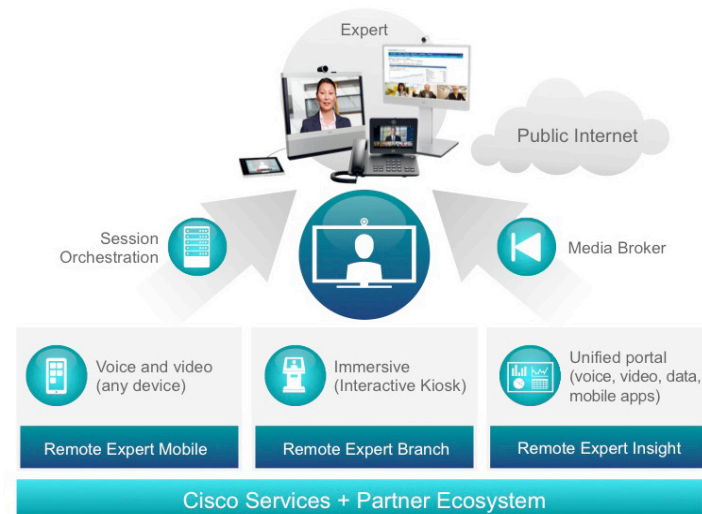 Expert
Public Internet
Session
Orchestration
Media Broker
Voice and video
(any device)
Immersive
(Interactive Kiosk)
Unified portal
(voice, video, data,
mobile apps)
Remote Expert Mobile
Remote Expert Branch
Remote Expert Insight
Cisco Services + Partner Ecosystem